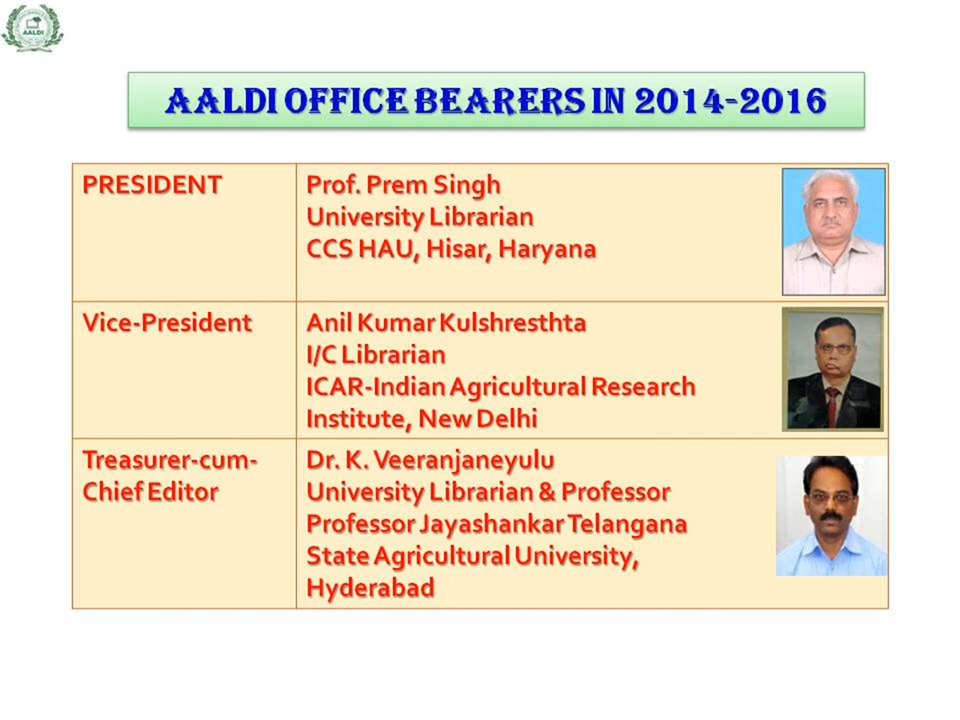 AALDI
AALDI OFFICE BEARERS IN 2014-2016
PRESIDENT
Prof. Prem Singh
University Librarian
CCS HAU, Hisar, Haryana
Vice-President
Anil Kumar Kulshresthta
I/C Librarian
ICAR-Indian Agricultural Research
Institute, New Delhi
Treasurer-cum-
Chief Editor
Dr. K. Veeranjaneyulu
University Librarian & Professor
Professor Jayashankar Telangana
State Agricultural University,
Hyderabad